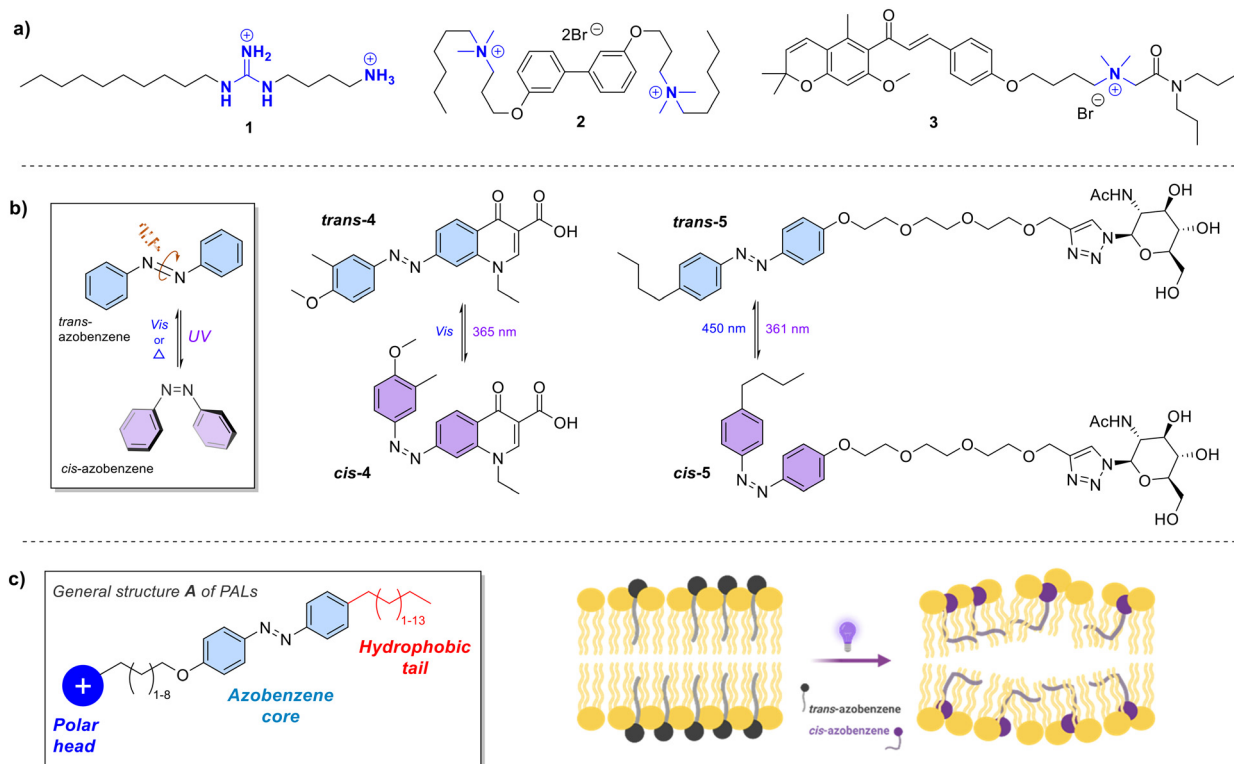 a)
⊕
NH2
N
H
N
H
⊕
NH3
1
N
⊕
2Br⊖
O
O
N
⊕
2
O
O
O
O
N
⊕
Br⊖
O
N
3
b)
N
N
trans-
azobenzene
Vis
or
△
UV
N=N
cis-azobenzene
trans-4
O
O
OH
N
N
N
O
Vis
365 nm
O
O
O
OH
N
N
N
cis-4
trans-5
N
N
O
O
O
O
N
N=N
AcHN
OH
OH
O
HO
450 nm
361 nm
cis-5
N=N
O
O
O
O
N
N=N
AcHN
OH
OH
O
HO
c)
General structure A of PALs
N
N
1-13
Hydrophobic
tail
O
1-8
+
Azobenzene
core
Polar
head
trans-azobenzene
cis-azobenzene